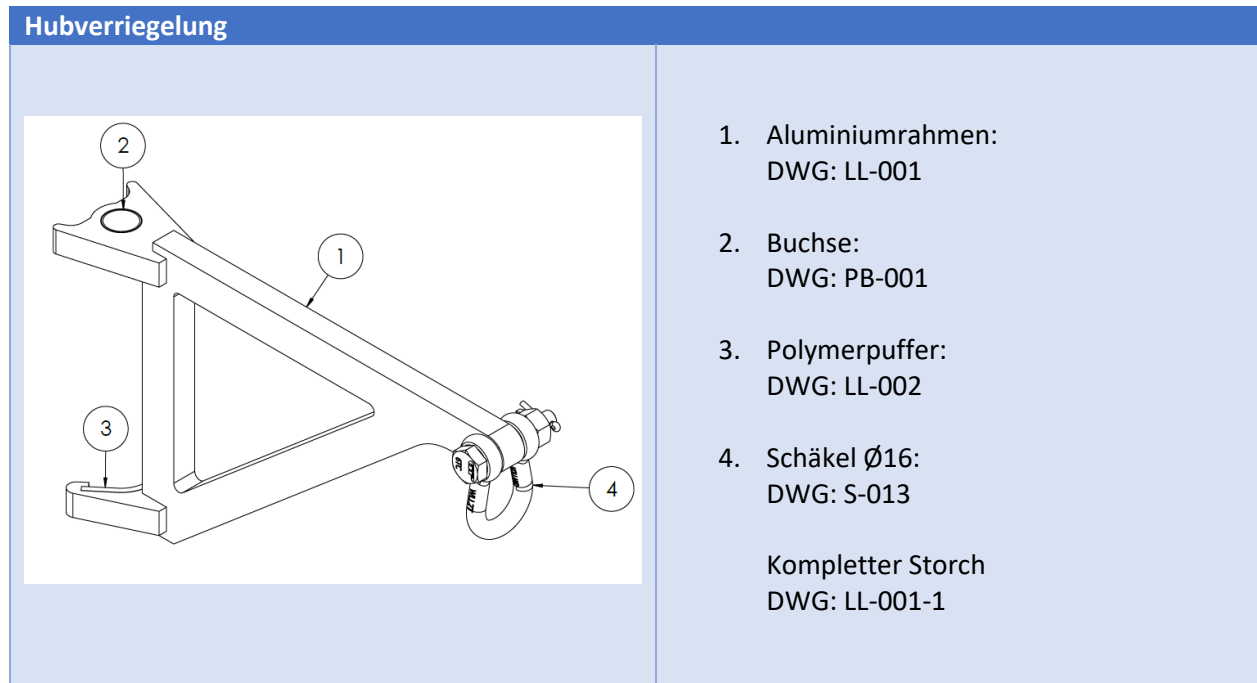 Hubverriegelung
2
1
3
4
1. Aluminiumrahmen:
DWG: LL-001
2. Buchse:
DWG: PB-001
3. Polymerpuffer:
DWG: LL-002
4. Schäkel Ø16:
DWG: S-013
Kompletter Storch
DWG: LL-001-1